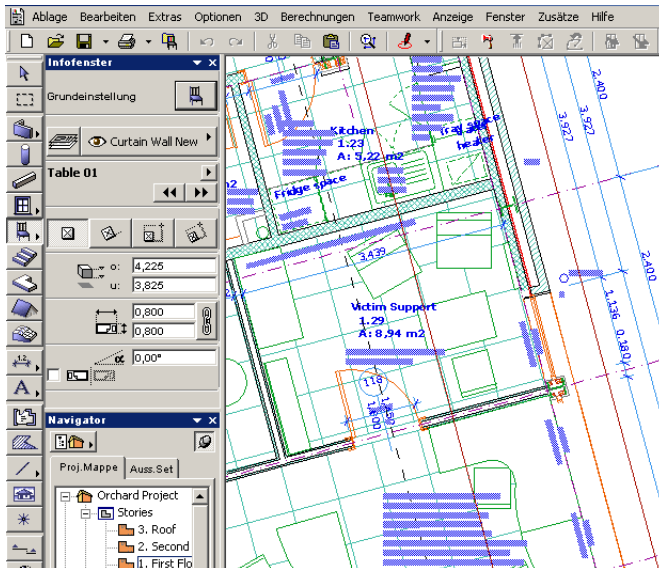 Ablage Bearbeiten Extras Optionen 3D Berechnungen Teamwork Anzeige Fenster Zusätze Hilfe
Infofenster
Grundeinstellung
Curtain Wall New
Table 01
o: 4,225
u: 3,825
0,800
0,800
α 0,00°
Navigator
Proj.Mappe Auss.Set
Orchard Project
Stories
3. Roof
2. Second
1. First Flo
1.2
A
Kitchen
1.23
A: 5,22 m2
Fridge space
heater
3.439
Victim Support
1.29
A: 8,94 m2
118
2.400
3.927
3.927
2.400
1.136
0.180